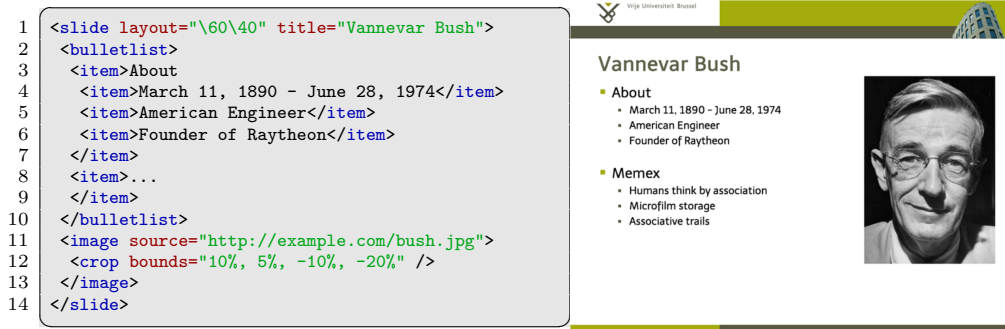 1 <slide layout="\60\40" title="Vannevar Bush">
2 <bulletlist>
3 <item>About
4 <item>March 11, 1890 - June 28, 1974</item>
5 <item>American Engineer</item>
6 <item>Founder of Raytheon</item>
7 </item>
8 <item>...
9 </item>
10 </bulletlist>
11 <image source="http://example.com/bush.jpg">
12 <crop bounds="10%, 5%, -10%, -20%" />
13 </image>
14 </slide>
Vrije Universiteit Brussel
Vannevar Bush
About
March 11, 1890 – June 28, 1974
American Engineer
Founder of Raytheon
Memex
Humans think by association
Microfilm storage
Associative trails